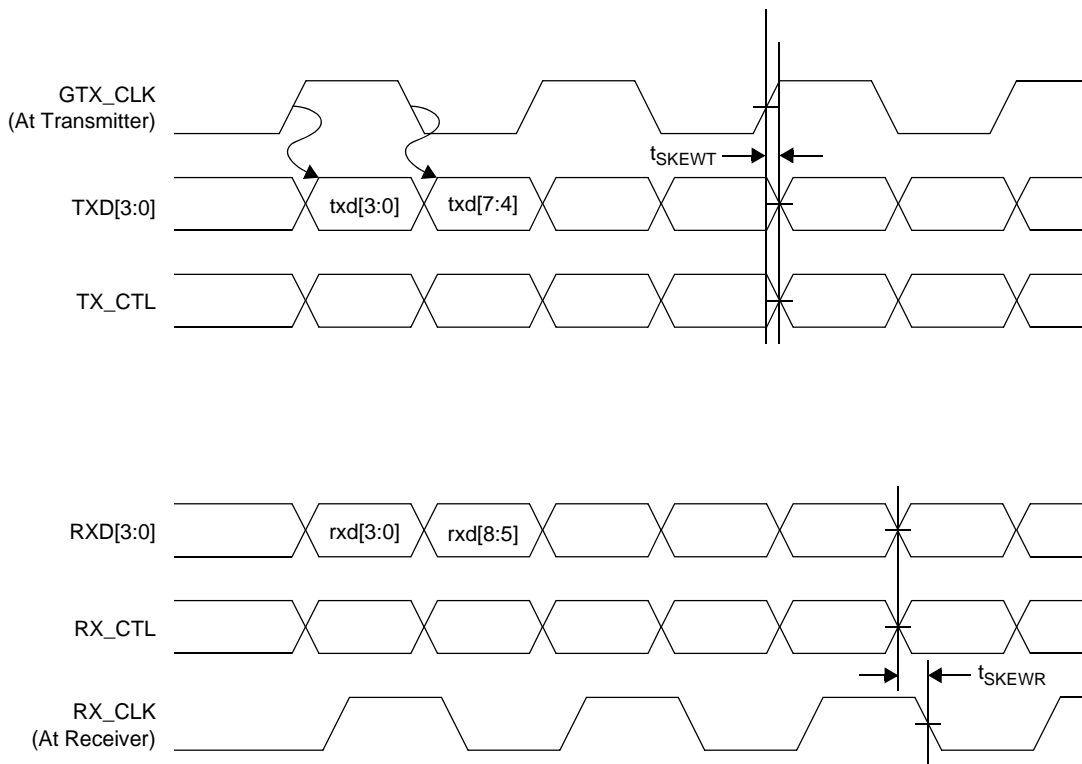 GTX_CLK
(At Transmitter)
tSKEWT
TXD[3:0]
txd[3:0]
txd[7:4]
TX_CTL
RXD[3:0]
rxd[3:0]
rxd[8:5]
RX_CTL
tSKEWR
RX_CLK
(At Receiver)